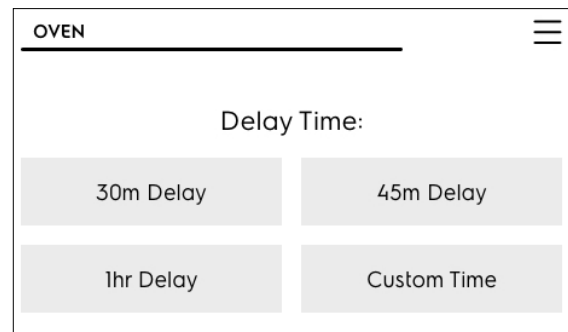 OVEN
Delay Time:
30m Delay
45m Delay
1hr Delay
Custom Time